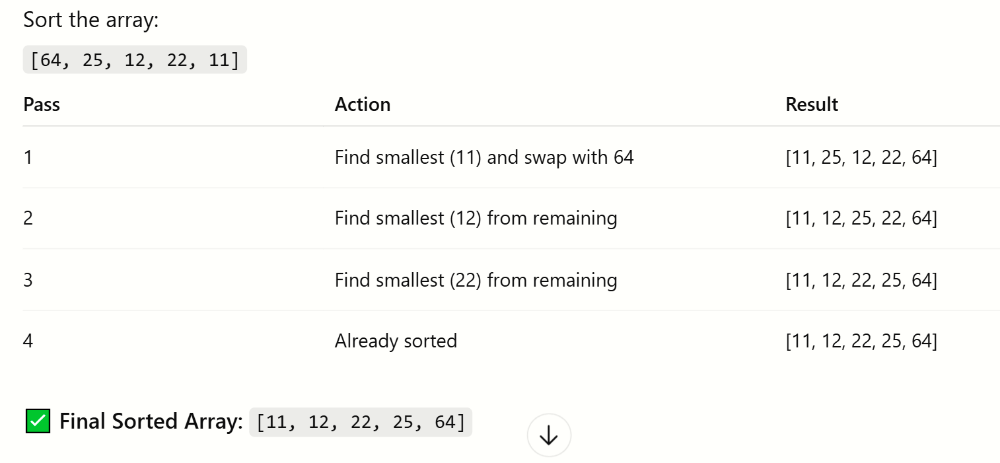 Sort the array:
[64, 25, 12, 22, 11]
Pass Action Result
1 Find smallest (11) and swap with 64 [11, 25, 12, 22, 64]
2 Find smallest (12) from remaining [11, 12, 25, 22, 64]
3 Find smallest (22) from remaining [11, 12, 22, 25, 64]
4 Already sorted [11, 12, 22, 25, 64]
✅ Final Sorted Array: [11, 12, 22, 25, 64]